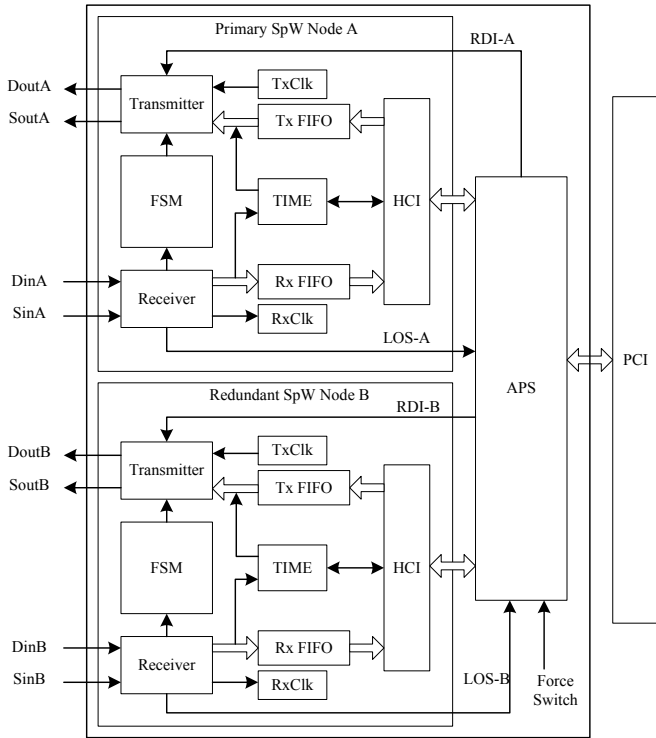 Primary SpW Node A
RDI-A
DoutA
Transmitter
TxClk
SoutA
Tx FIFO
FSM
TIME
HCI
DinA
Receiver
Rx FIFO
SinA
RxClk
LOS-A
APS
PCI
Redundant SpW Node B
RDI-B
DoutB
Transmitter
TxClk
SoutB
Tx FIFO
FSM
TIME
HCI
DinB
Receiver
Rx FIFO
SinB
RxClk
LOS-B
Force
Switch